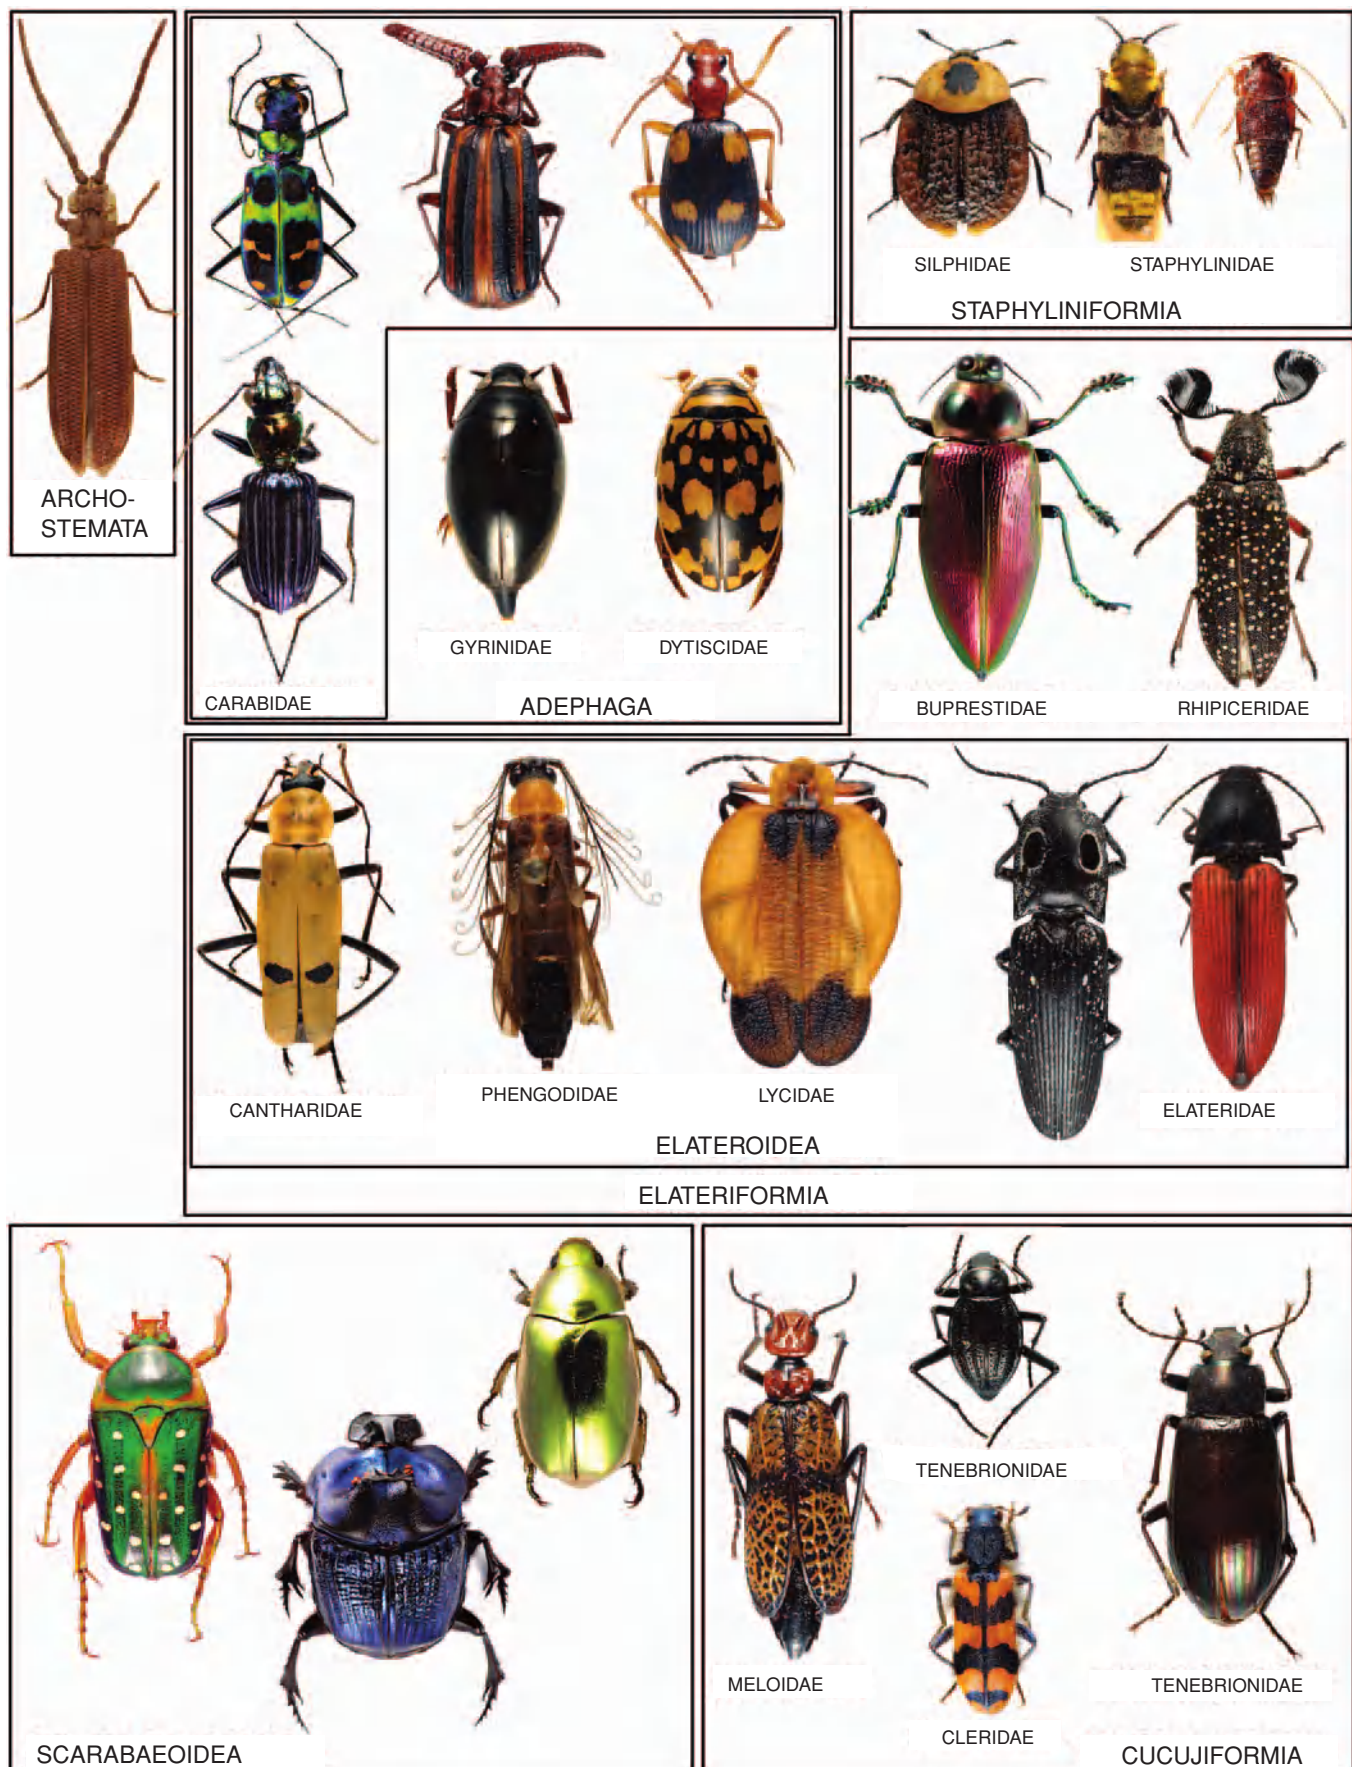 ARCHO-
STEMATA
CARABIDAE
GYRINIDAE
DYTISCIDAE
ADEPHAGA
SILPHIDAE
STAPHYLINIDAE
STAPHYLINIFORMIA
BUPRESTIDAE
RHIPICERIDAE
CANTHARIDAE
PHENGODIDAE
LYCIDAE
ELATERIDAE
ELATEROIDEA
ELATERIFORMIA
SCARABAEOIDEA
MELOIDAE
TENEBRIONIDAE
CLERIDAE
TENEBRIONIDAE
CUCUJIFORMIA